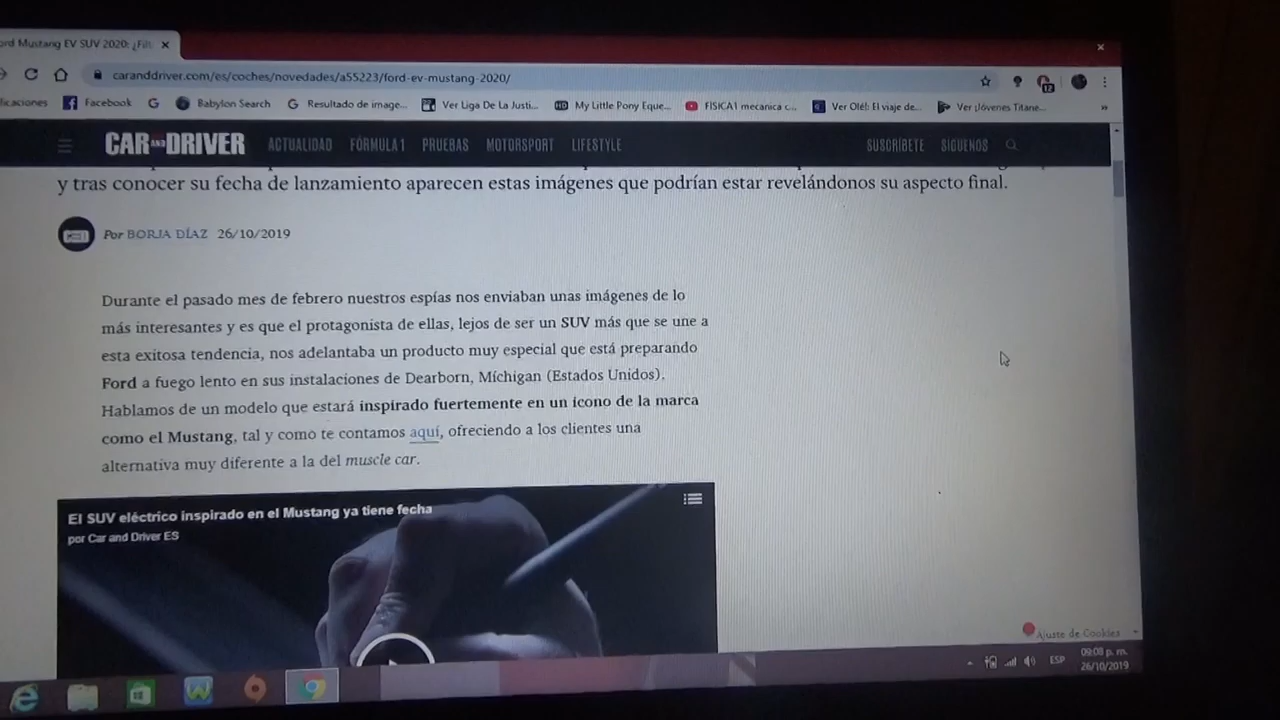 ord Mustang EV SUV 2020: ¿Filt
caranddriver.com/es/coches/novedades/a55223/ford-ev-mustang-2020/
licaciones Facebook Babylon Search Resultado de image... Ver Liga De La Justi... My Little Pony Eque... FÍSICA1 mecanica c... Ver Olé!: El viaje de... Ver ¡Jóvenes Titane...
12
CAR AND DRIVER ACTUALIDAD FÓRMULA 1 PRUEBAS MOTORSPORT LIFESTYLE SUSCRÍBETE SÍGUENOS
y tras conocer su fecha de lanzamiento aparecen estas imágenes que podrían estar revelándonos su aspecto final.
Por BORJA DÍAZ 26/10/2019
Durante el pasado mes de febrero nuestros espías nos enviaban unas imágenes de lo
más interesantes y es que el protagonista de ellas, lejos de ser un SUV más que se une a
esta exitosa tendencia, nos adelantaba un producto muy especial que está preparando
Ford a fuego lento en sus instalaciones de Dearborn, Míchigan (Estados Unidos).
Hablamos de un modelo que estará inspirado fuertemente en un icono de la marca
como el Mustang, tal y como te contamos aquí, ofreciendo a los clientes una
alternativa muy diferente a la del muscle car.
El SUV eléctrico inspirado en el Mustang ya tiene fecha
por Car and Driver ES
Ajuste de Cookies
ESP
09:08 p. m.
26/10/2019